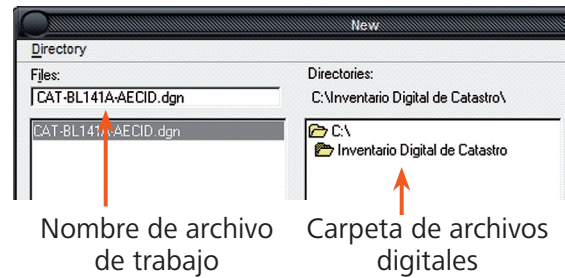 New
Directory
Files:
Directories:
CAT-BL141A-AECID.dgn
C:\Inventario Digital de Catastro\
CAT-BL141A-AECID.dgn
C:\
Inventario Digital de Catastro
Nombre de archivo
de trabajo
Carpeta de archivos
digitales